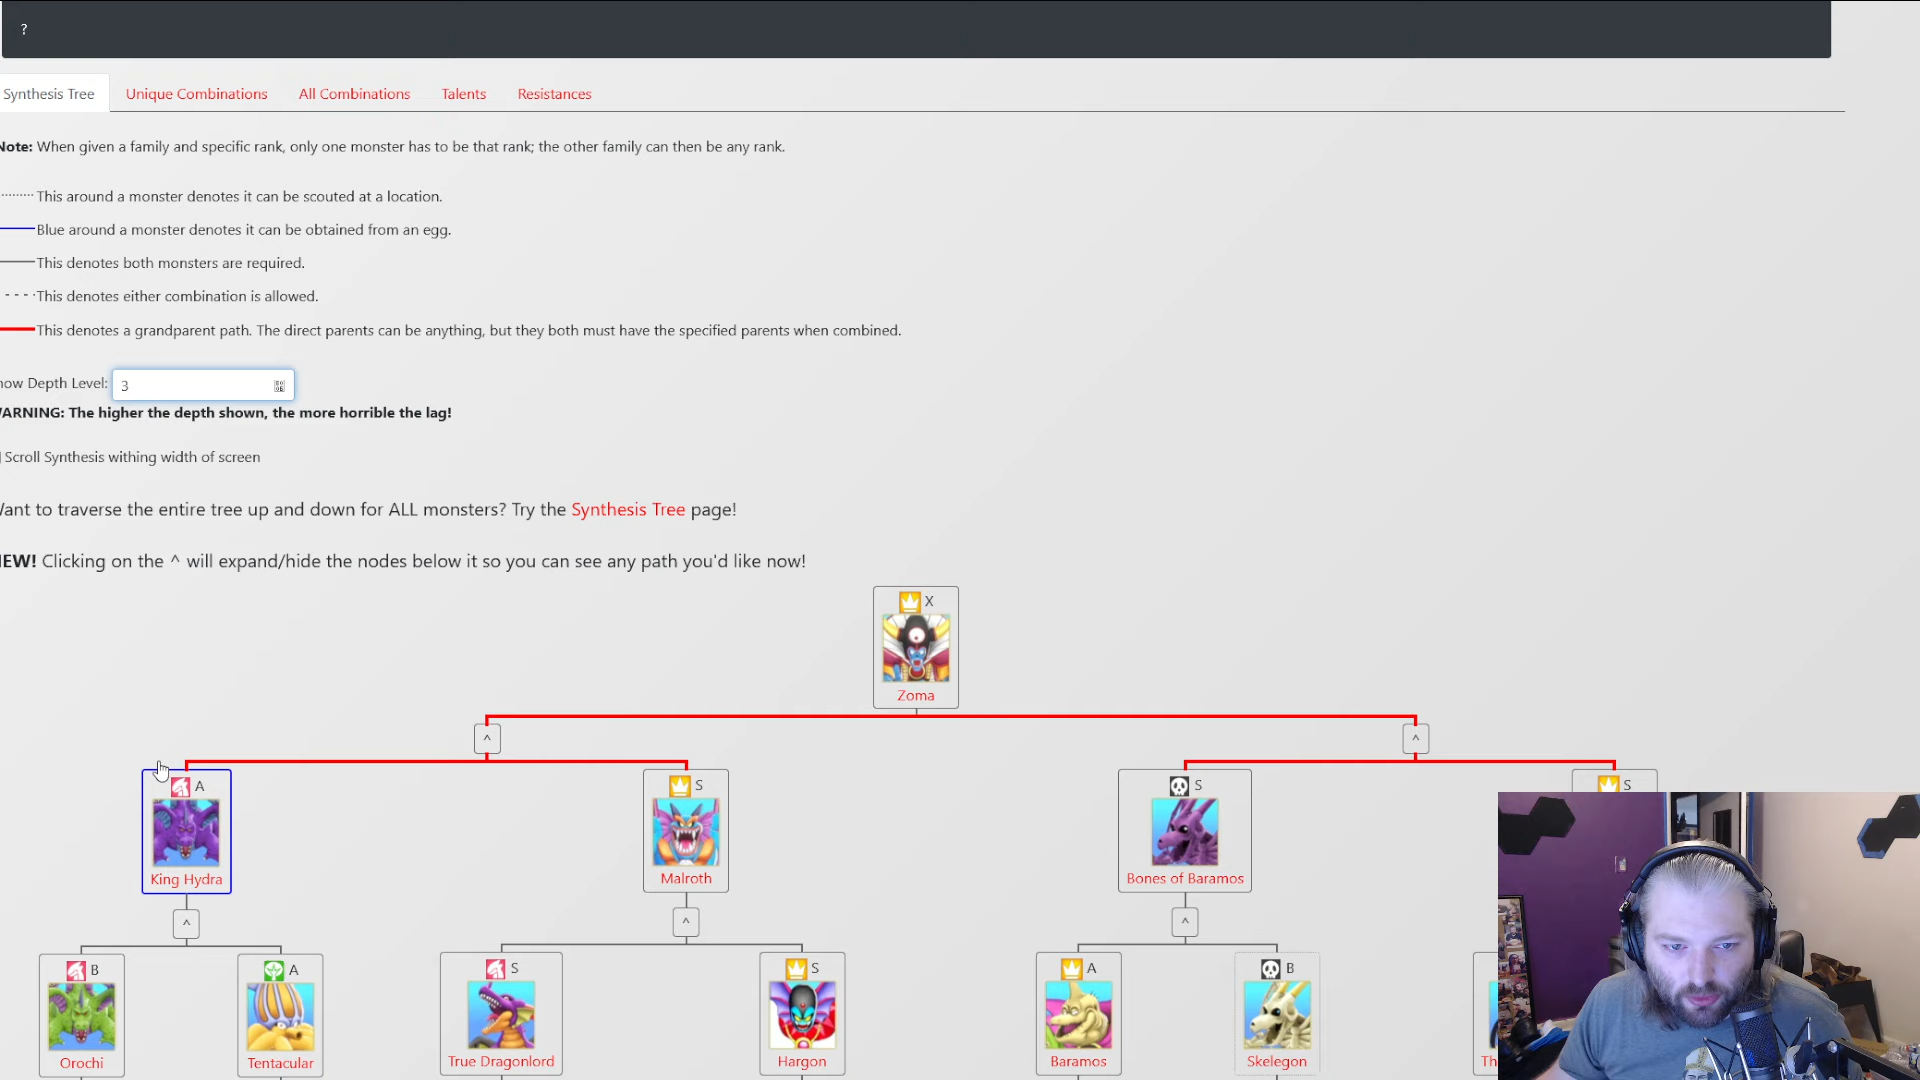 ?
Synthesis Tree Unique Combinations All Combinations Talents Resistances
Note: When given a family and specific rank, only one monster has to be that rank; the other family can then be any rank.
This around a monster denotes it can be scouted at a location.
Blue around a monster denotes it can be obtained from an egg.
This denotes both monsters are required.
This denotes either combination is allowed.
This denotes a grandparent path. The direct parents can be anything, but they both must have the specified parents when combined.
how Depth Level: 3
WARNING: The higher the depth shown, the more horrible the lag!
Scroll Synthesis withing width of screen
Want to traverse the entire tree up and down for ALL monsters? Try the Synthesis Tree page!
NEW! Clicking on the ^ will expand/hide the nodes below it so you can see any path you'd like now!
X
Zoma
^ ^
A S S S
King Hydra Malroth Bones of Baramos
^ ^ ^
B A S S A B
Orochi Tentacular True Dragonlord Hargon Baramos Skelegon Th